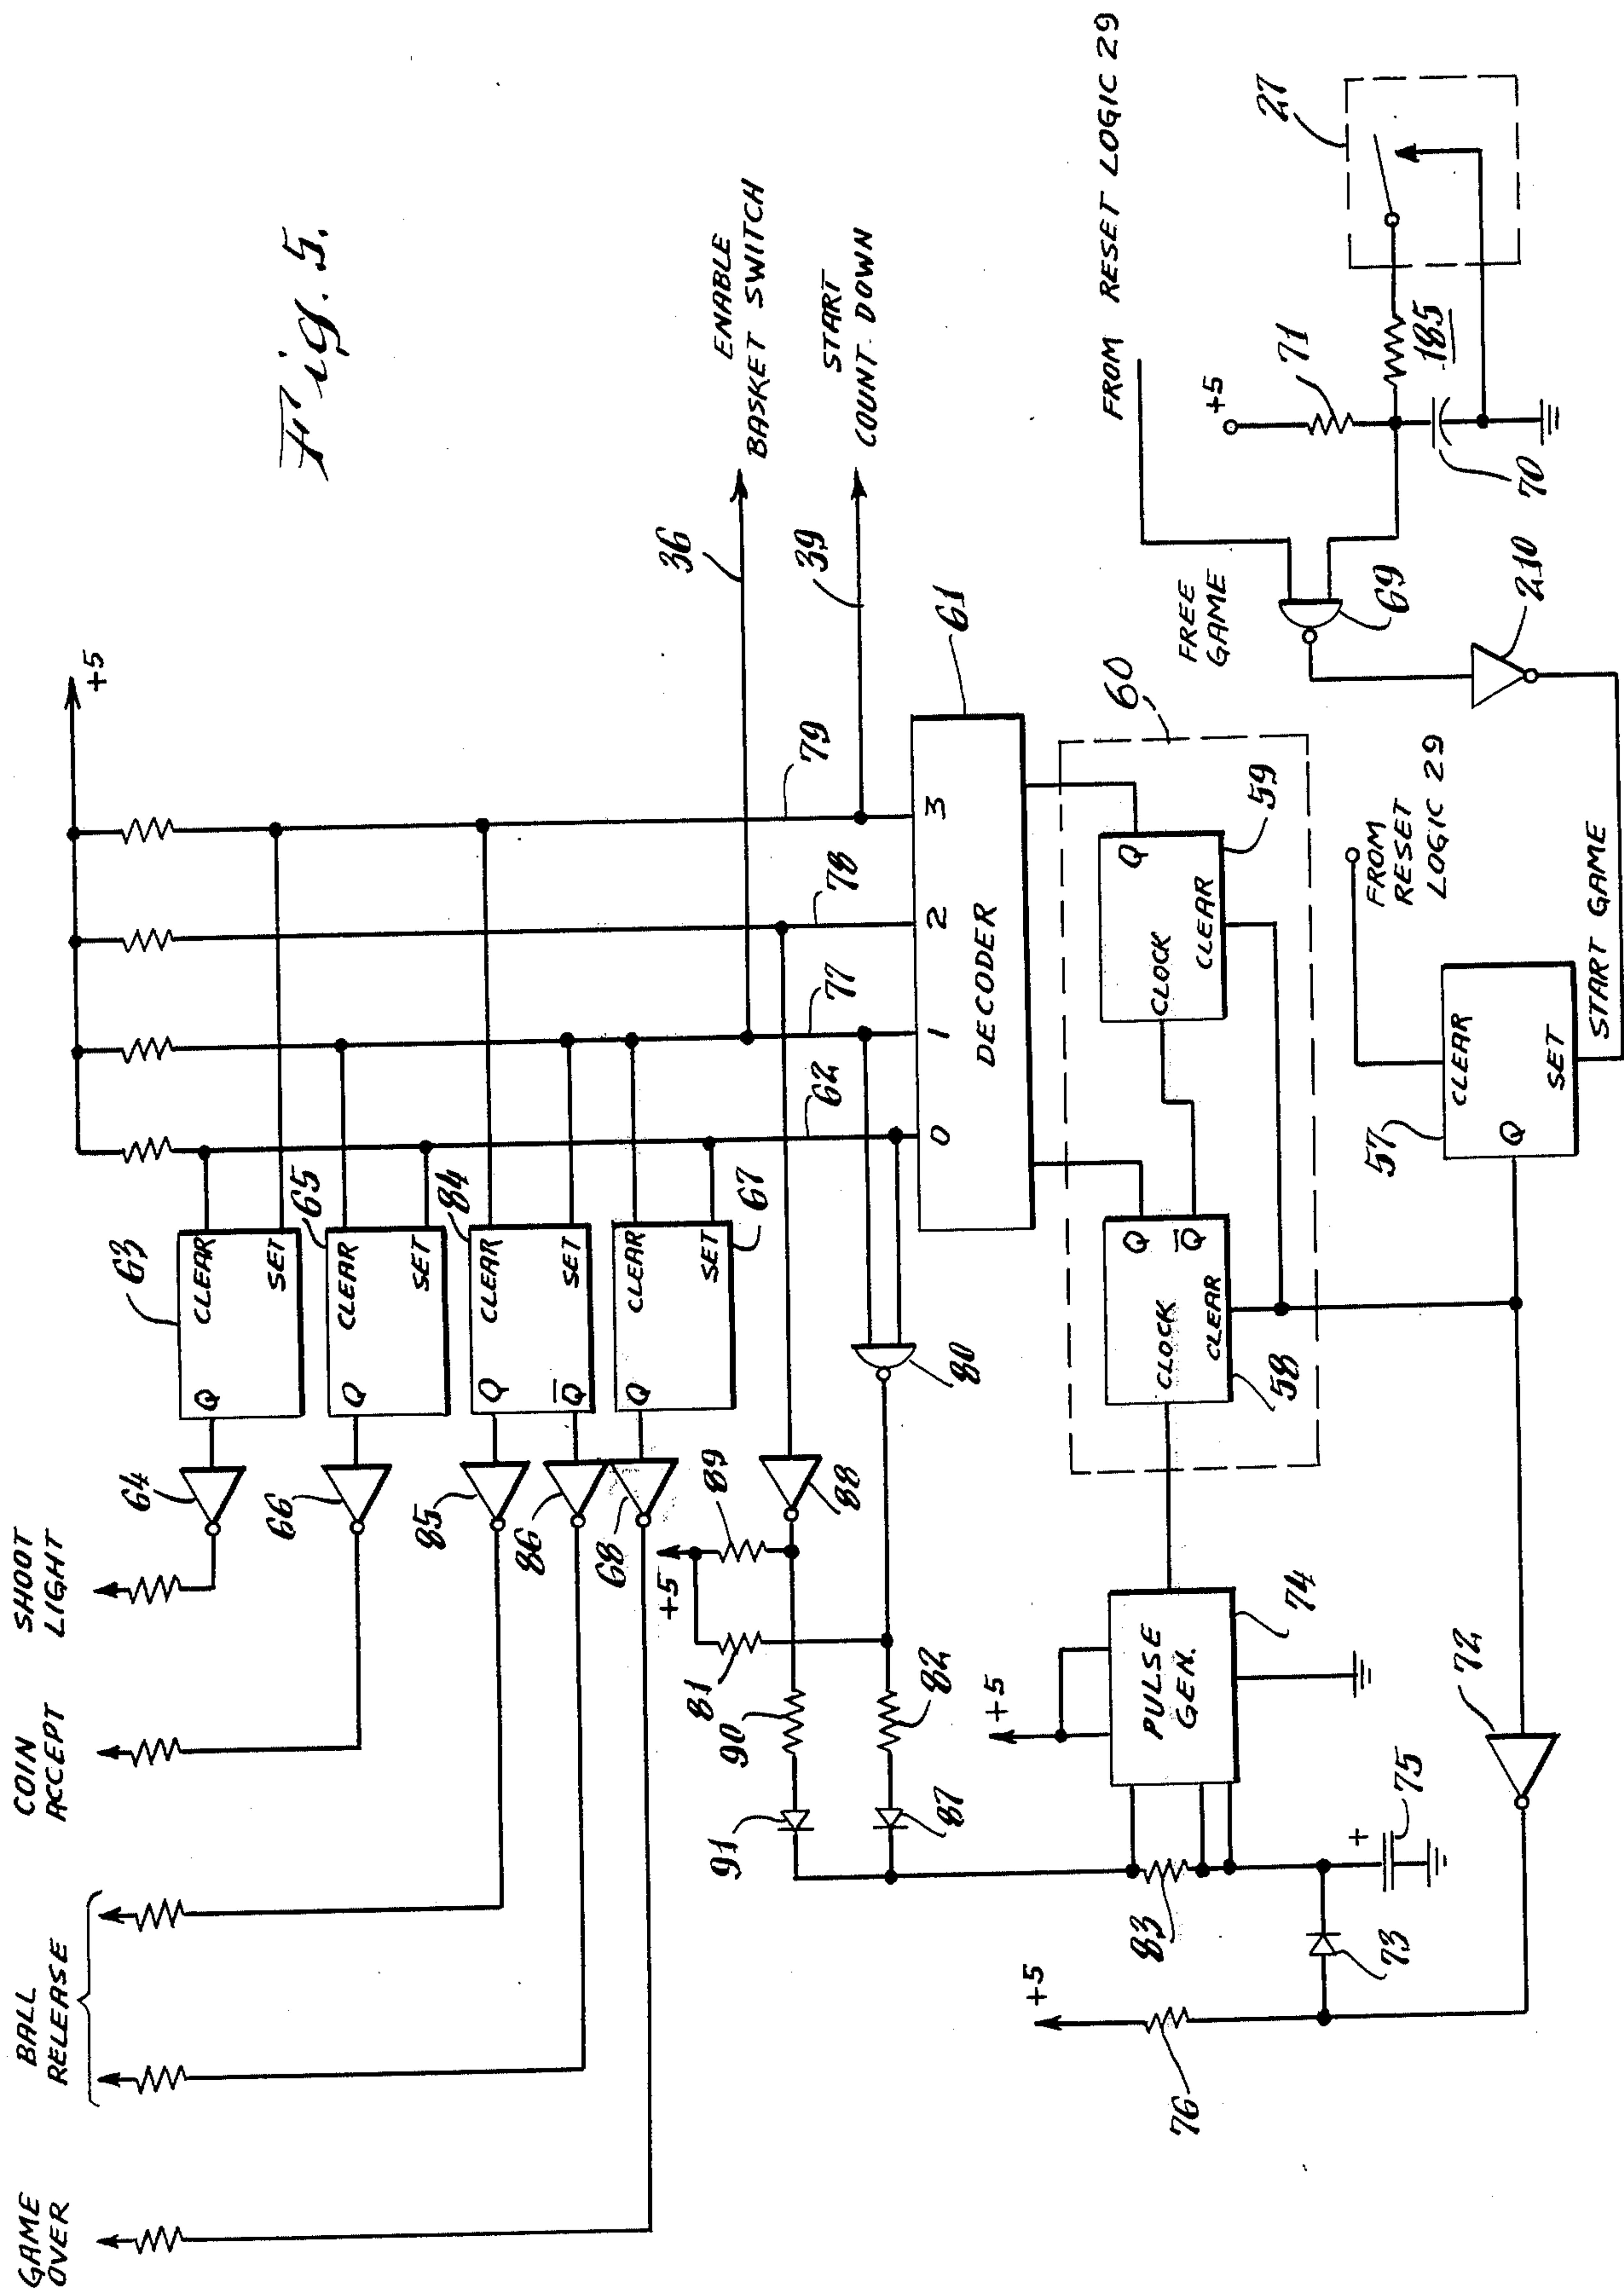 Fig. 5.
GAME
OVER
BALL
RELEASE
COIN
ACCEPT
SHOOT
LIGHT
+5
64
66
85
86
68
63
CLEAR
Q
SET
65
CLEAR
Q
SET
84
CLEAR
Q
Q̅
SET
67
CLEAR
Q
SET
62
77
78
79
36
ENABLE
BASKET SWITCH
39
START
COUNT. DOWN
89
+5
88
81
90
82
80
91
87
0
1
2
3
DECODER
61
60
Q
Q̅
CLOCK
CLEAR
58
Q
CLOCK
CLEAR
59
+5
PULSE
GEN.
74
83
75
+
73
+5
76
72
57
CLEAR
Q
SET
START GAME
FROM
RESET
LOGIC 29
FREE
GAME
69
210
FROM RESET LOGIC 29
+5
71
185
70
27